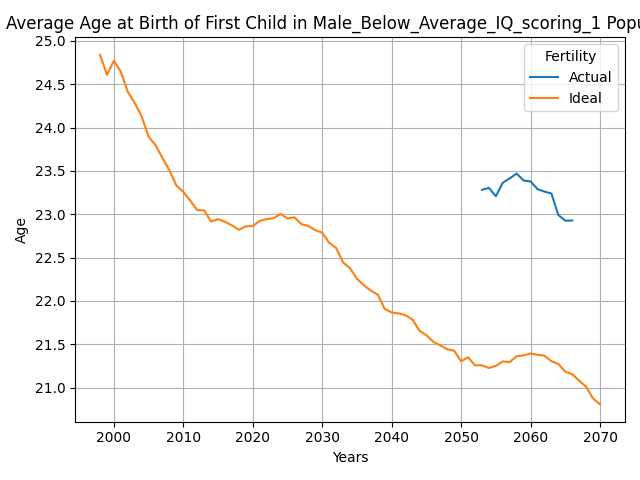 Average Age at Birth of First Child in Male_Below_Average_IQ_scoring_1 Popu
25.0
24.5
24.0
23.5
23.0
22.5
22.0
21.5
21.0
Fertility
Actual
Ideal
Age
2000 2010 2020 2030 2040 2050 2060 2070
Years